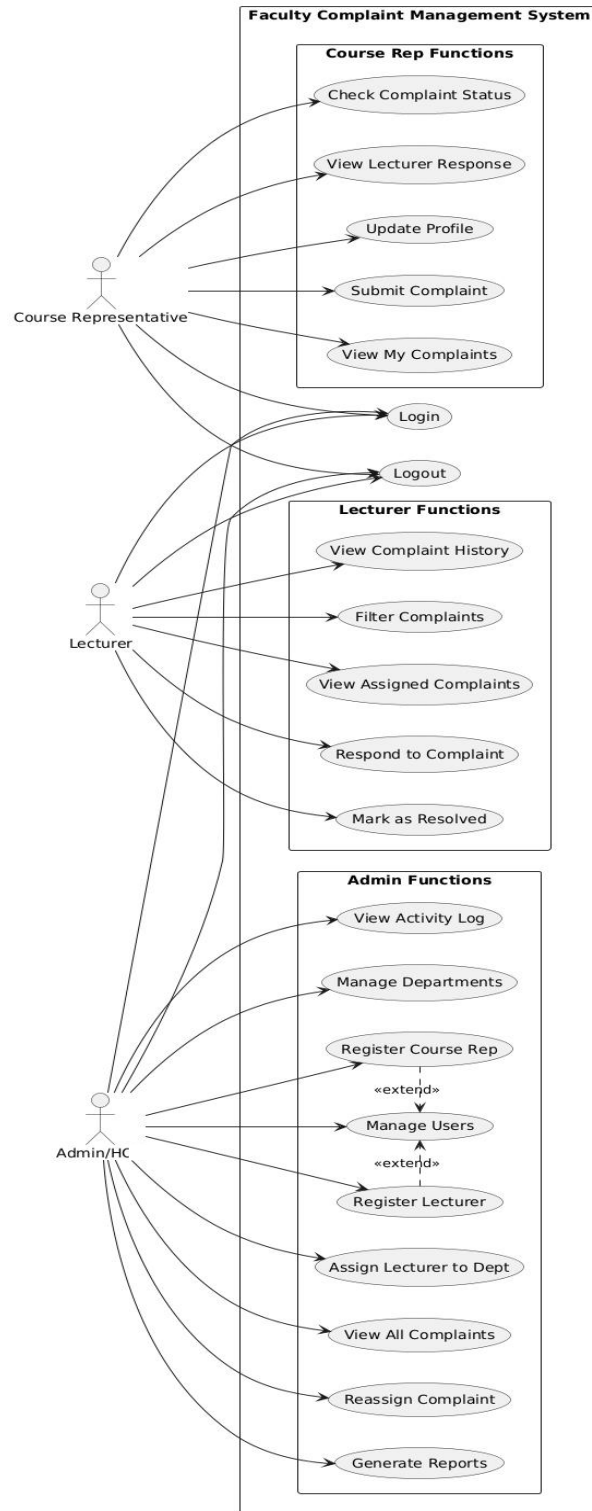 Faculty Complaint Management System
Course Rep Functions
Check Complaint Status
View Lecturer Response
Update Profile
Submit Complaint
Course Representative
View My Complaints
Login
Logout
Lecturer Functions
View Complaint History
Filter Complaints
Lecturer
View Assigned Complaints
Respond to Complaint
Mark as Resolved
Admin Functions
View Activity Log
Manage Departments
Register Course Rep
«extend»
Manage Users
Admin/HO
«extend»
Register Lecturer
Assign Lecturer to Dept
View All Complaints
Reassign Complaint
Generate Reports